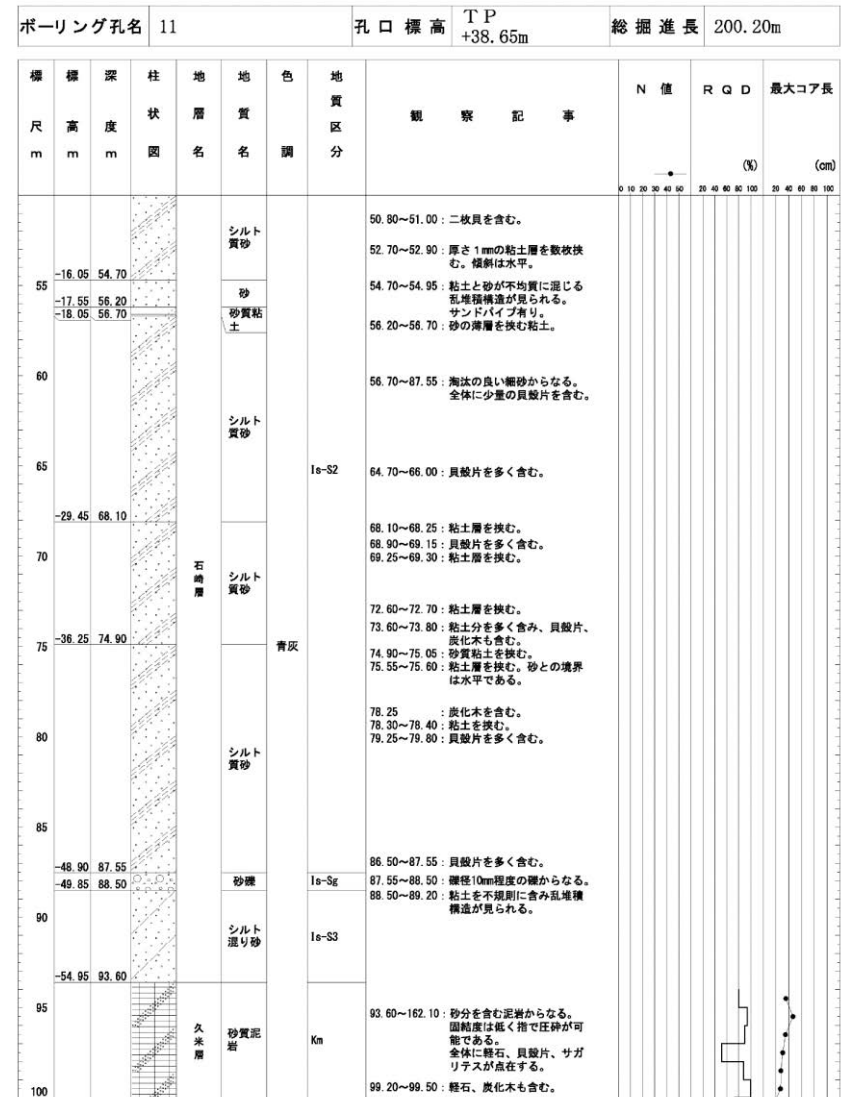 ボーリング孔名 11 孔口標高 TP +38.65m 総掘進長 200.20m
標尺 m 標高 m 深度 m 柱状図 地層名 地質名 色調 地質区分 観察記事 N値 RQD (%) 最大コア長 (cm)
0 10 20 30 40 50 20 40 60 80 100 20 40 60 80 100
50.80～51.00：二枚貝を含む。
シルト
質砂
52.70～52.90：厚さ1mmの粘土層を数枚挟
む。傾斜は水平。
-16.05 54.70
55
砂
54.70～54.95：粘土と砂が不均質に混じる
乱堆積構造が見られる。
サンドパイプ有り。
-17.55 56.20
-18.05 56.70
砂質粘
土
56.20～56.70：砂の薄層を挟む粘土。
60
56.70～87.55：淘汰の良い細砂からなる。
全体に少量の貝殻片を含む。
シルト
質砂
65
Is-S2
64.70～66.00：貝殻片を多く含む。
-29.45 68.10
68.10～68.25：粘土層を挟む。
68.90～69.15：貝殻片を多く含む。
69.25～69.30：粘土層を挟む。
70
石崎層
シルト
質砂
72.60～72.70：粘土層を挟む。
73.60～73.80：粘土分を多く含み、貝殻片、
炭化木も含む。
-36.25 74.90
75
青灰
74.90～75.05：砂質粘土を挟む。
75.55～75.60：粘土層を挟む。砂との境界
は水平である。
78.25 ：炭化木を含む。
78.30～78.40：粘土を挟む。
79.25～79.80：貝殻片を多く含む。
80
シルト
質砂
85
86.50～87.55：貝殻片を多く含む。
-48.90 87.55
-49.85 88.50
砂礫
Is-Sg
87.55～88.50：礫径10mm程度の礫からなる。
88.50～89.20：粘土を不規則に含み乱堆積
構造が見られる。
90
シルト
混り砂
Is-S3
-54.95 93.60
95
久米層
砂質泥
岩
Km
93.60～162.10：砂分を含む泥岩からなる。
固結度は低く指で圧砕が可
能である。
全体に軽石、貝殻片、サガ
リテスが点在する。
99.20～99.50：軽石、炭化木も含む。
100